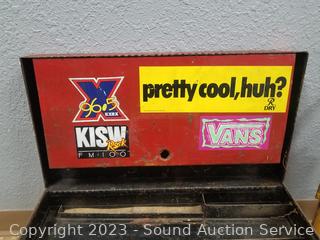 X
96.5
KXRX
pretty cool, huh?
R
DRY
KISW
Rock
FM-100
VANS
Copyright 2023 - Sound Auction Service